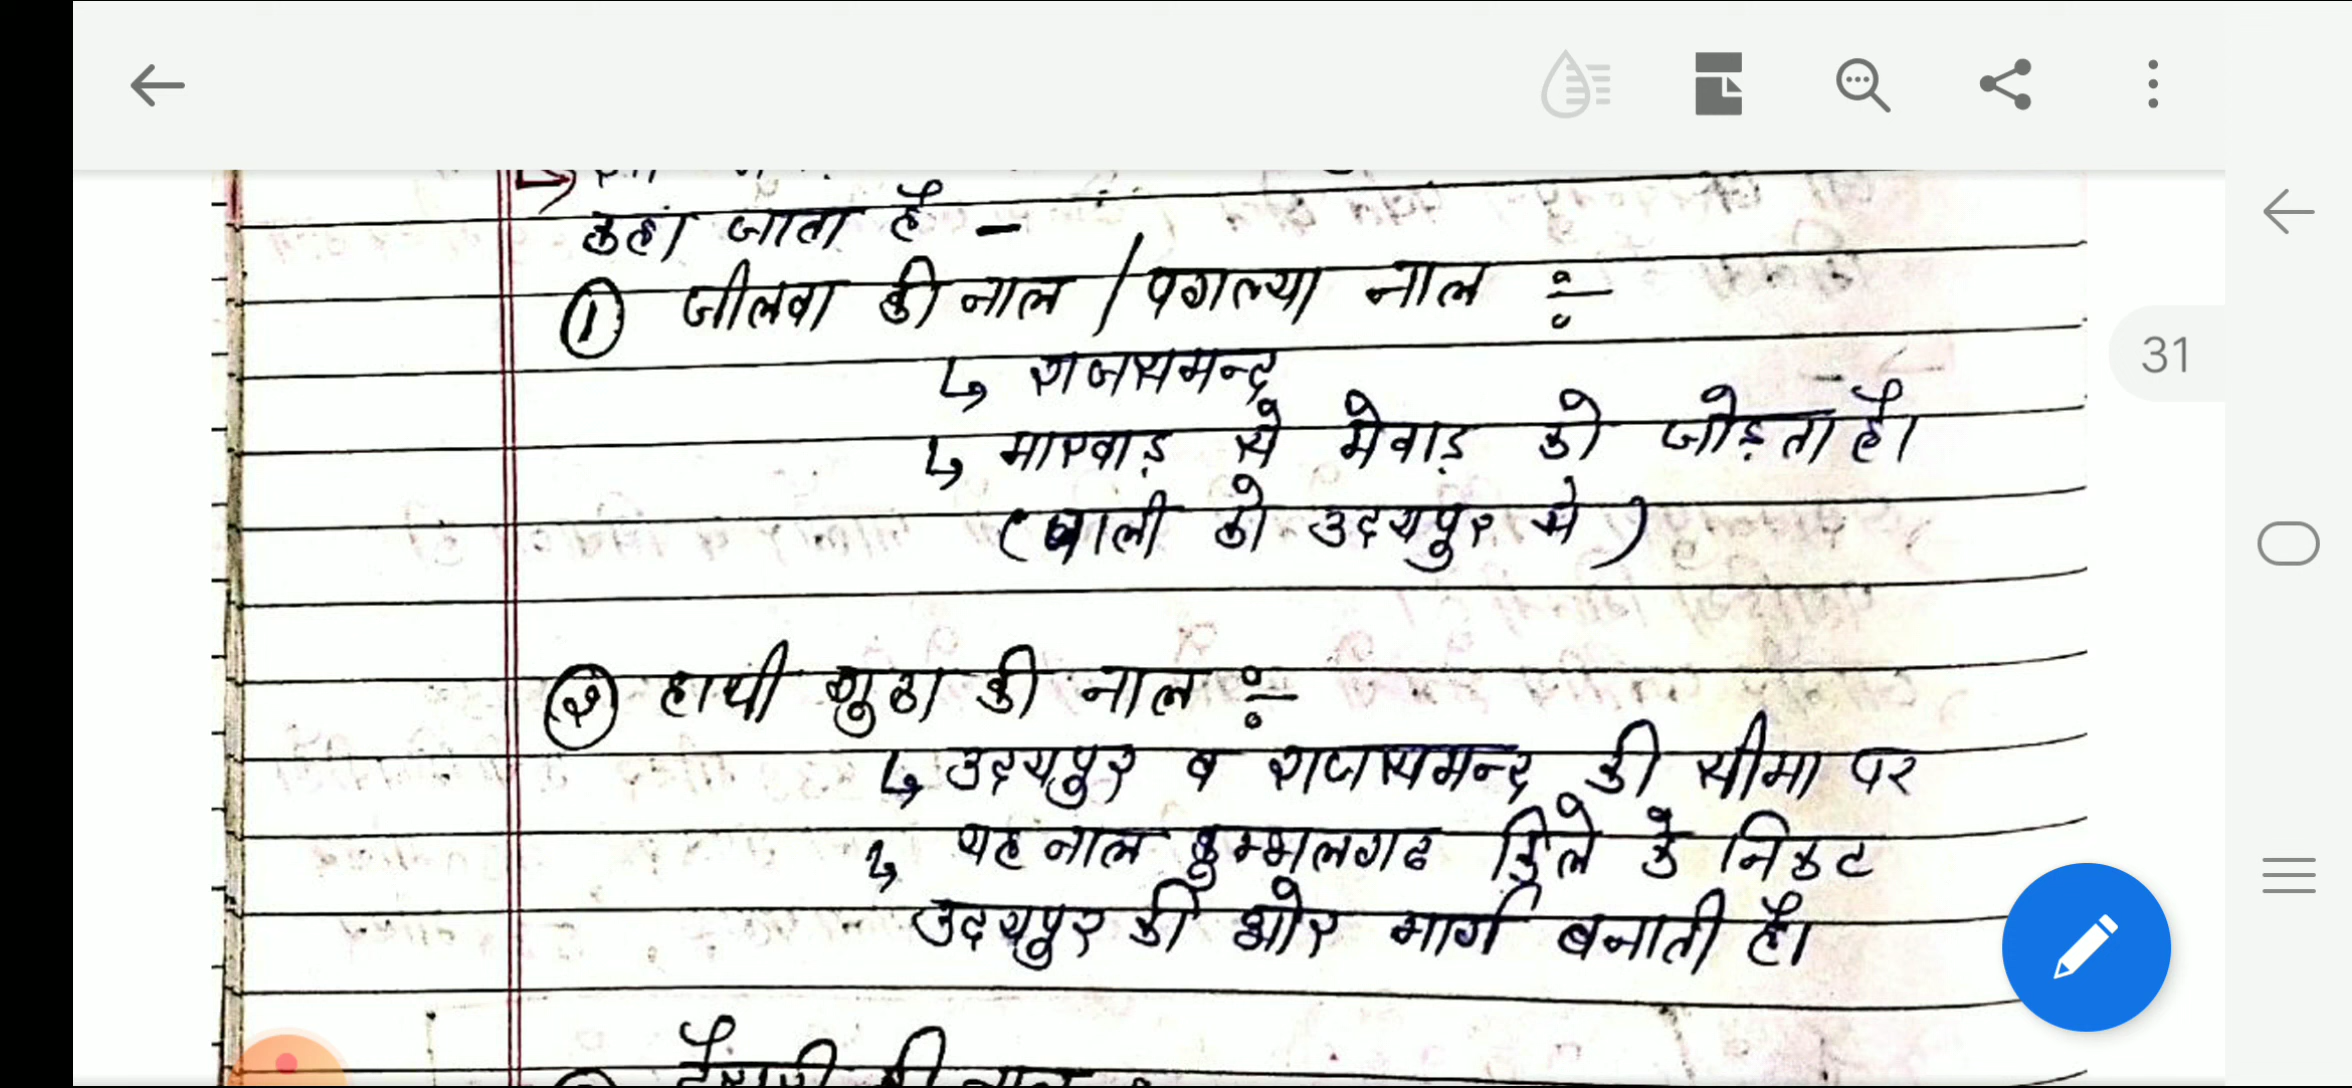 कहा जाता है -
① जीलवा की नाल / पगल्या नाल ÷
↳ राजसमन्द
31
↳ मारवाड़ से मेवाड़ को जोड़ता है।
(पाली को उदयपुर से)
② हाथी गुढा की नाल ÷
↳ उदयपुर व राजसमन्द की सीमा पर
↳ यह नाल कुम्भलगढ किले के निकट
उदयपुर की ओर मार्ग बनाती है।